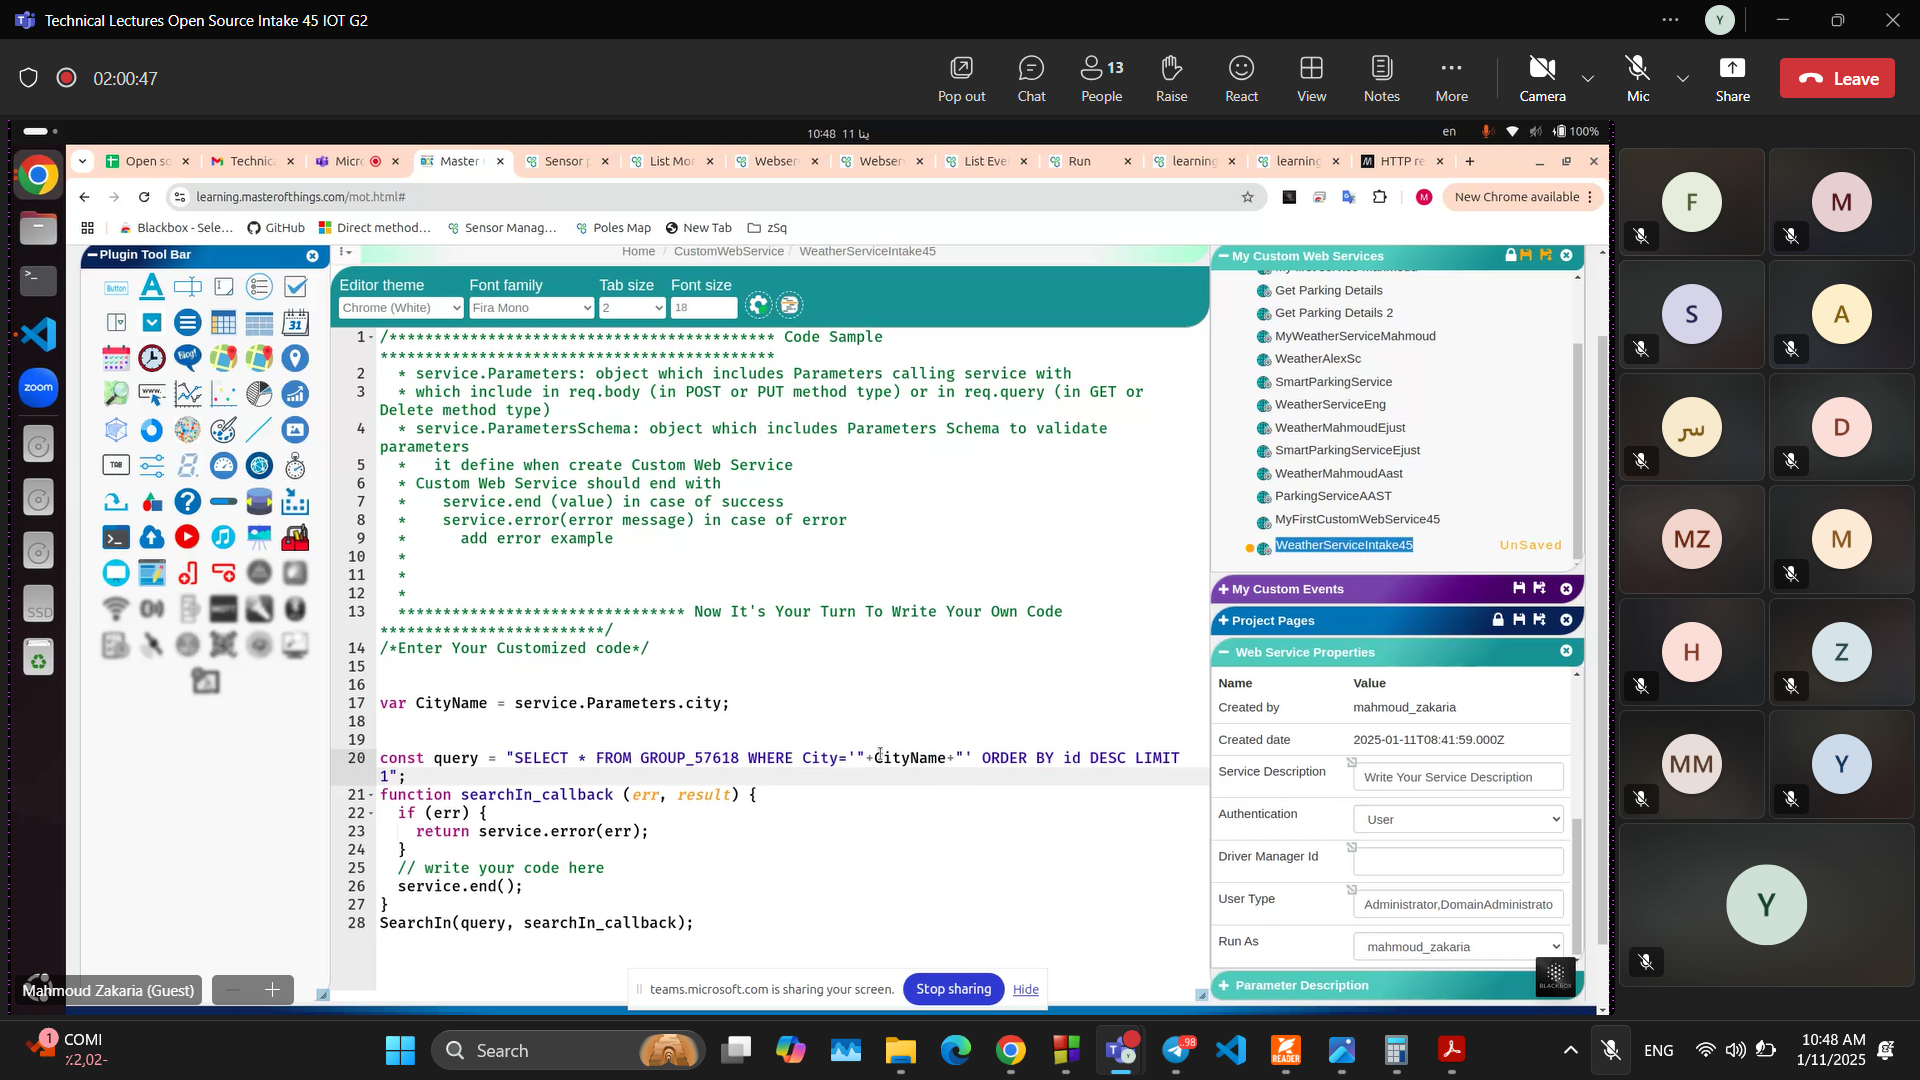 Technical Lectures Open Source Intake 45 IOT G2
Y
02:00:47
Pop out
Chat
13
People
Raise
React
View
Notes
More
Camera
Mic
Share
Leave
10:48 11 ينا
en
100%
Open so
Technic
Micr
Master
Sensor p
List Mor
Webser
Webser
List Eve
Run
learning
learning
HTTP re
learning.masterofthings.com/mot.html#
M
New Chrome available
Blackbox - Sele...
GitHub
Direct method...
Sensor Manag...
Poles Map
New Tab
zSq
Plugin Tool Bar
Home / CustomWebService / WeatherServiceIntake45
Editor theme
Font family
Tab size
Font size
Chrome (White)
Fira Mono
2
18
1 /******************************************* Code Sample
********************************************
2 * service.Parameters: object which includes Parameters calling service with
3 * which include in req.body (in POST or PUT method type) or in req.query (in GET or
Delete method type)
4 * service.ParametersSchema: object which includes Parameters Schema to validate
parameters
5 * it define when create Custom Web Service
6 * Custom Web Service should end with
7 * service.end (value) in case of success
8 * service.error(error message) in case of error
9 * add error example
10 *
11 *
12 *
13 ******************************** Now It's Your Turn To Write Your Own Code
*************************/
14 /*Enter Your Customized code*/
15
16
17 var CityName = service.Parameters.city;
18
19
20 const query = "SELECT * FROM GROUP_57618 WHERE City='"+CityName+"' ORDER BY id DESC LIMIT
1";
21 function searchIn_callback (err, result) {
22 if (err) {
23 return service.error(err);
24 }
25 // write your code here
26 service.end();
27 }
28 SearchIn(query, searchIn_callback);
My Custom Web Services
Get Parking Details
Get Parking Details 2
MyWeatherServiceMahmoud
WeatherAlexSc
SmartParkingService
WeatherServiceEng
WeatherMahmoudEjust
SmartParkingServiceEjust
WeatherMahmoudAast
ParkingServiceAAST
MyFirstCustomWebService45
WeatherServiceIntake45
UnSaved
My Custom Events
Project Pages
Web Service Properties
Name
Value
Created by
mahmoud_zakaria
Created date
2025-01-11T08:41:59.000Z
Service Description
Write Your Service Description
Authentication
User
Driver Manager Id
User Type
Administrator,DomainAdministrato
Run As
mahmoud_zakaria
Parameter Description
BLACKBOX
Button
Blog!
WWW
TAB
zoom
SSD
Mahmoud Zakaria (Guest)
teams.microsoft.com is sharing your screen.
Stop sharing
Hide
F
M
S
A
سر
D
MZ
M
H
Z
MM
Y
Y
1
COMI
٪2,02-
Search
98
READER
ENG
10:48 AM
1/11/2025